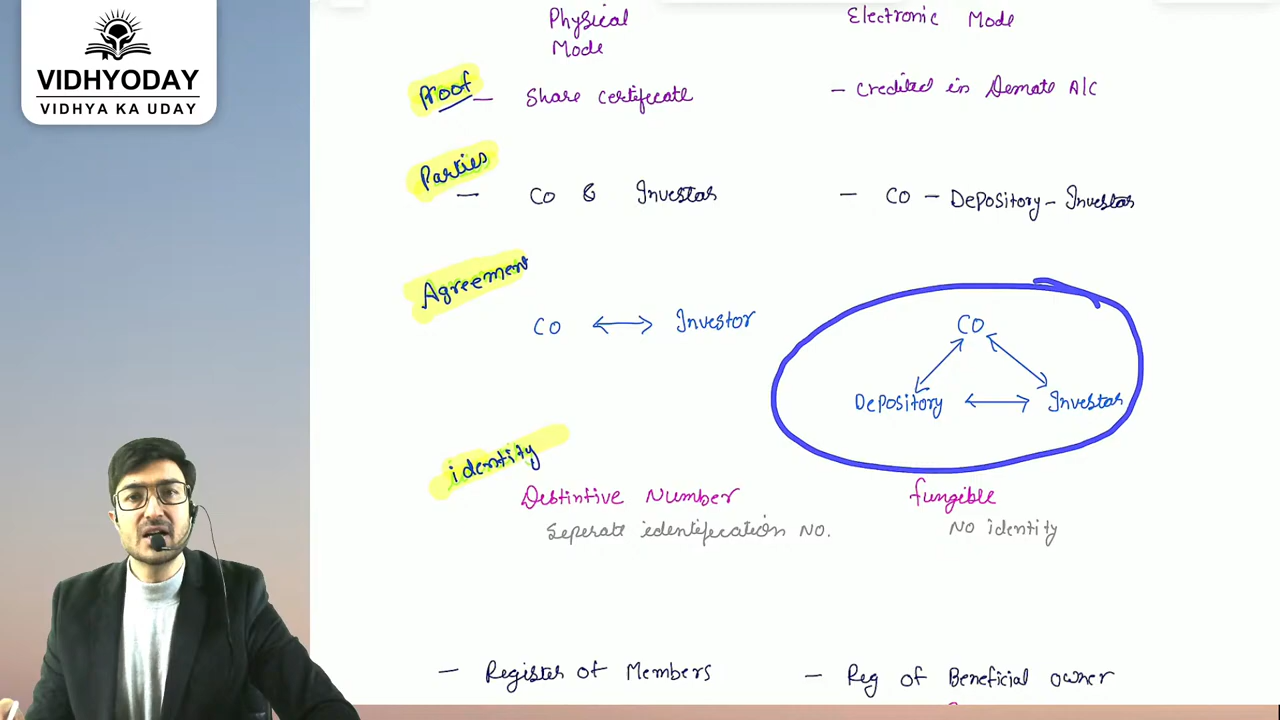 VIDHYODAY
VIDHYA KA UDAY
Physical Mode
Electronic Mode
Proof
— Share certificate
— Credited in Demate A/C
Parties
— Co & Investor
— CO – Depository – Investor
Agreement
CO ↔ Investor
CO
Depository ↔ Investor
identity
Distintive Number
fungible
Seperate identification NO.
No identity
— Register of Members
— Reg of Beneficial owner